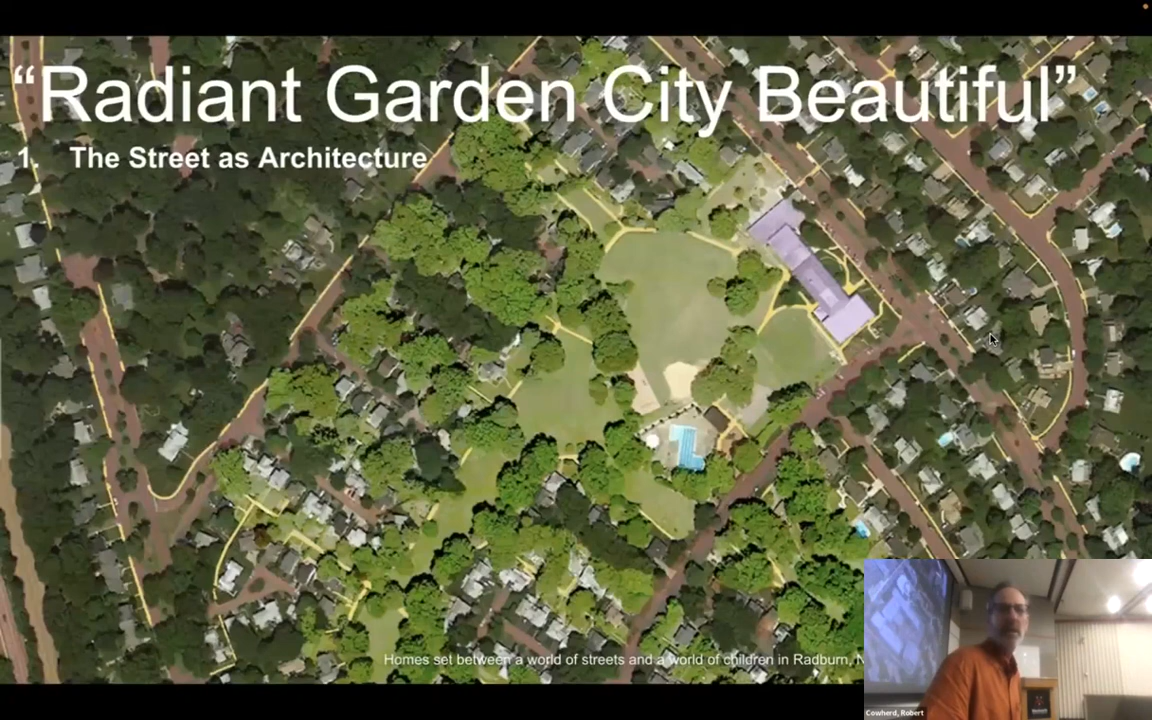 “Radiant Garden City Beautiful”
1. The Street as Architecture
Homes set between a world of streets and a world of children in Radburn, N
Cowherd, Robert